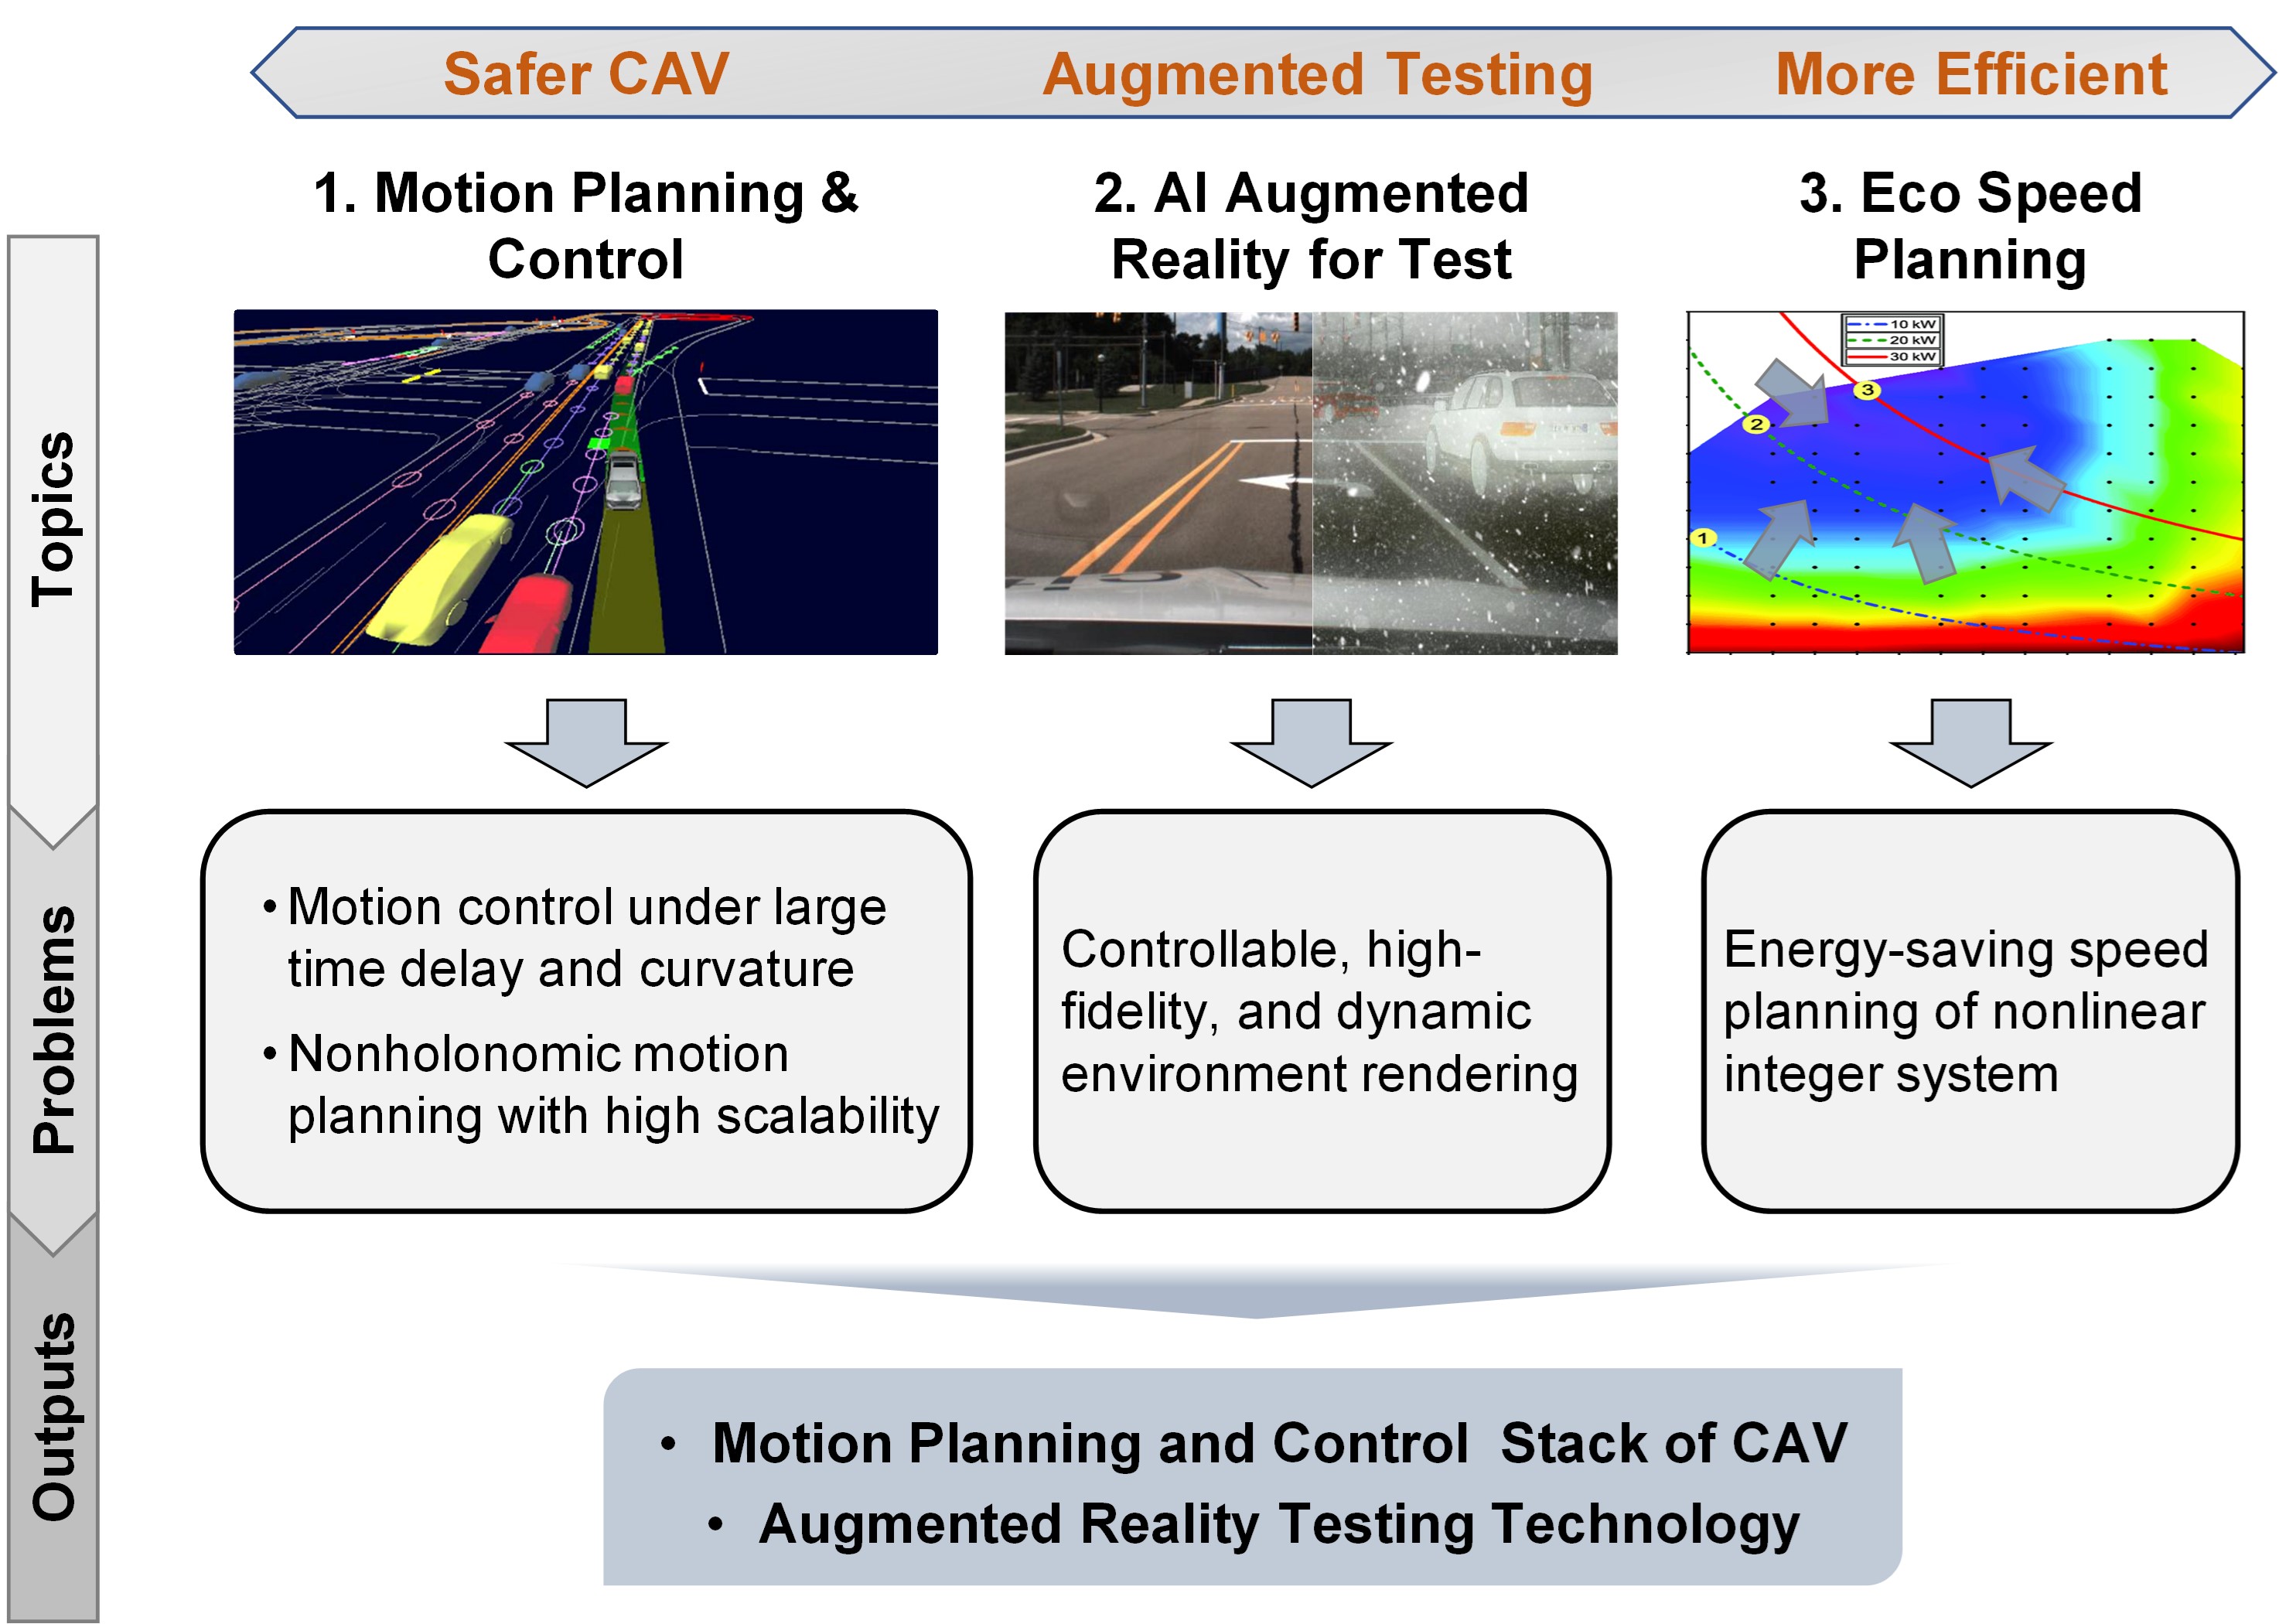 Safer CAV
Augmented Testing
More Efficient
1. Motion Planning &
Control
2. AI Augmented
Reality for Test
3. Eco Speed
Planning
10 kW
20 kW
30 kW
3
2
1
Topics
• Motion control under large
time delay and curvature
• Nonholonomic motion
planning with high scalability
Controllable, high-
fidelity, and dynamic
environment rendering
Energy-saving speed
planning of nonlinear
integer system
Problems
• Motion Planning and Control Stack of CAV
• Augmented Reality Testing Technology
Outputs